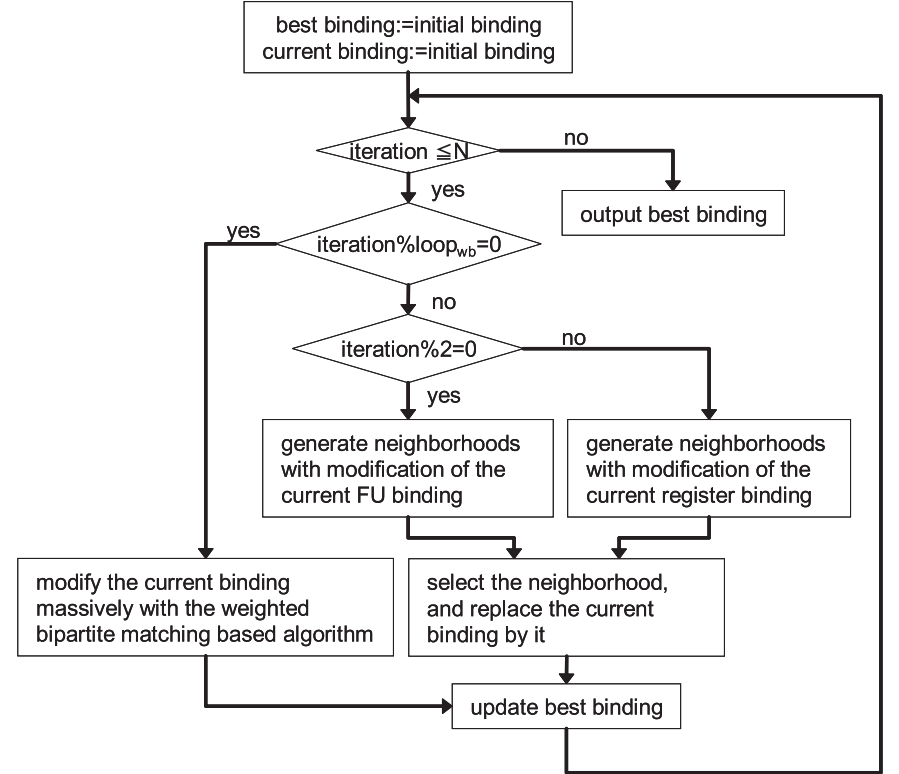 best binding:=initial binding
current binding:=initial binding
iteration ≦N
no
yes
output best binding
yes
iteration%loop_wb=0
no
iteration%2=0
no
yes
generate neighborhoods
with modification of the
current FU binding
generate neighborhoods
with modification of the
current register binding
modify the current binding
massively with the weighted
bipartite matching based algorithm
select the neighborhood,
and replace the current
binding by it
update best binding